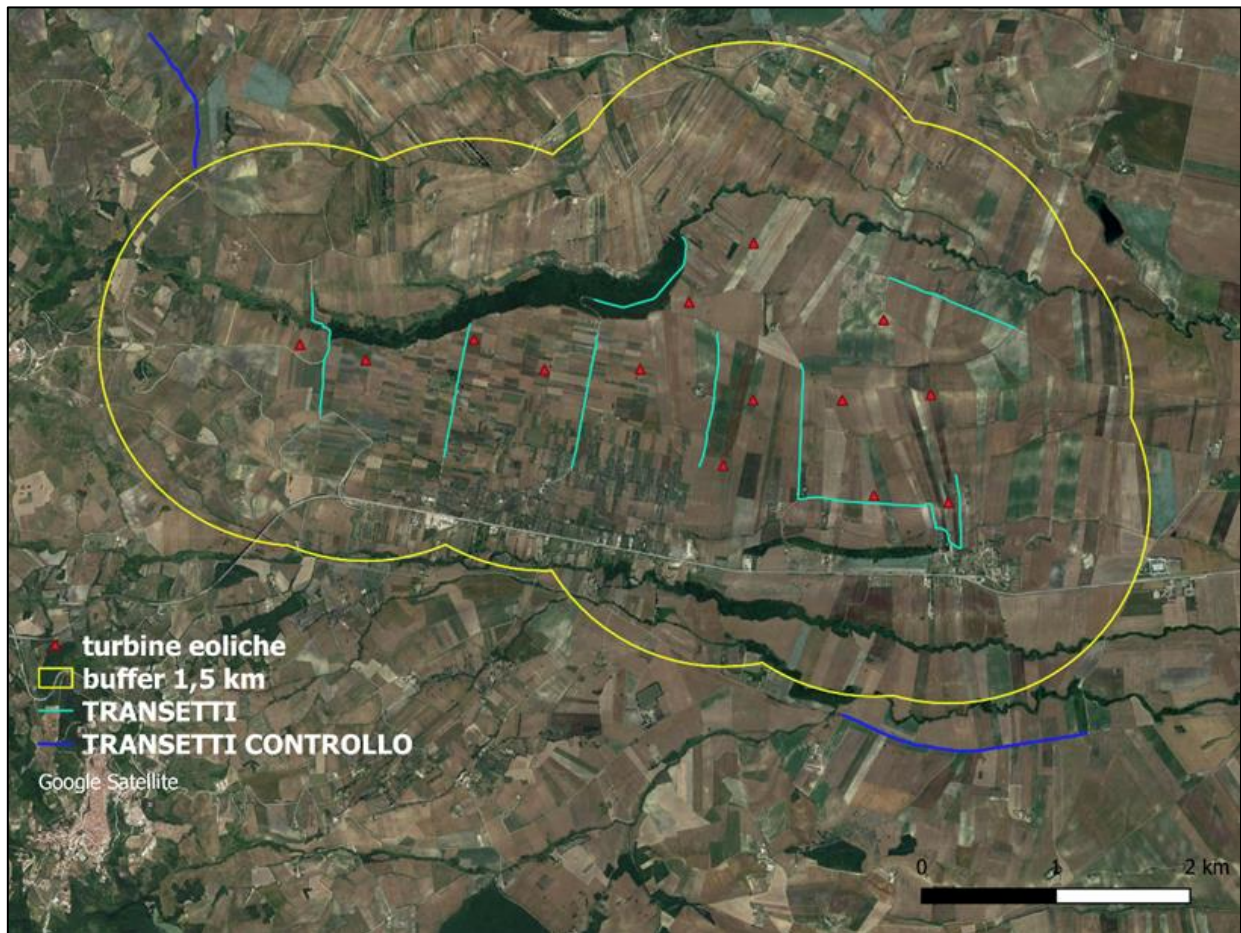 turbine eoliche
buffer 1,5 km
TRANSETTI
TRANSETTI CONTROLLO
Google Satellite
0 1 2 km